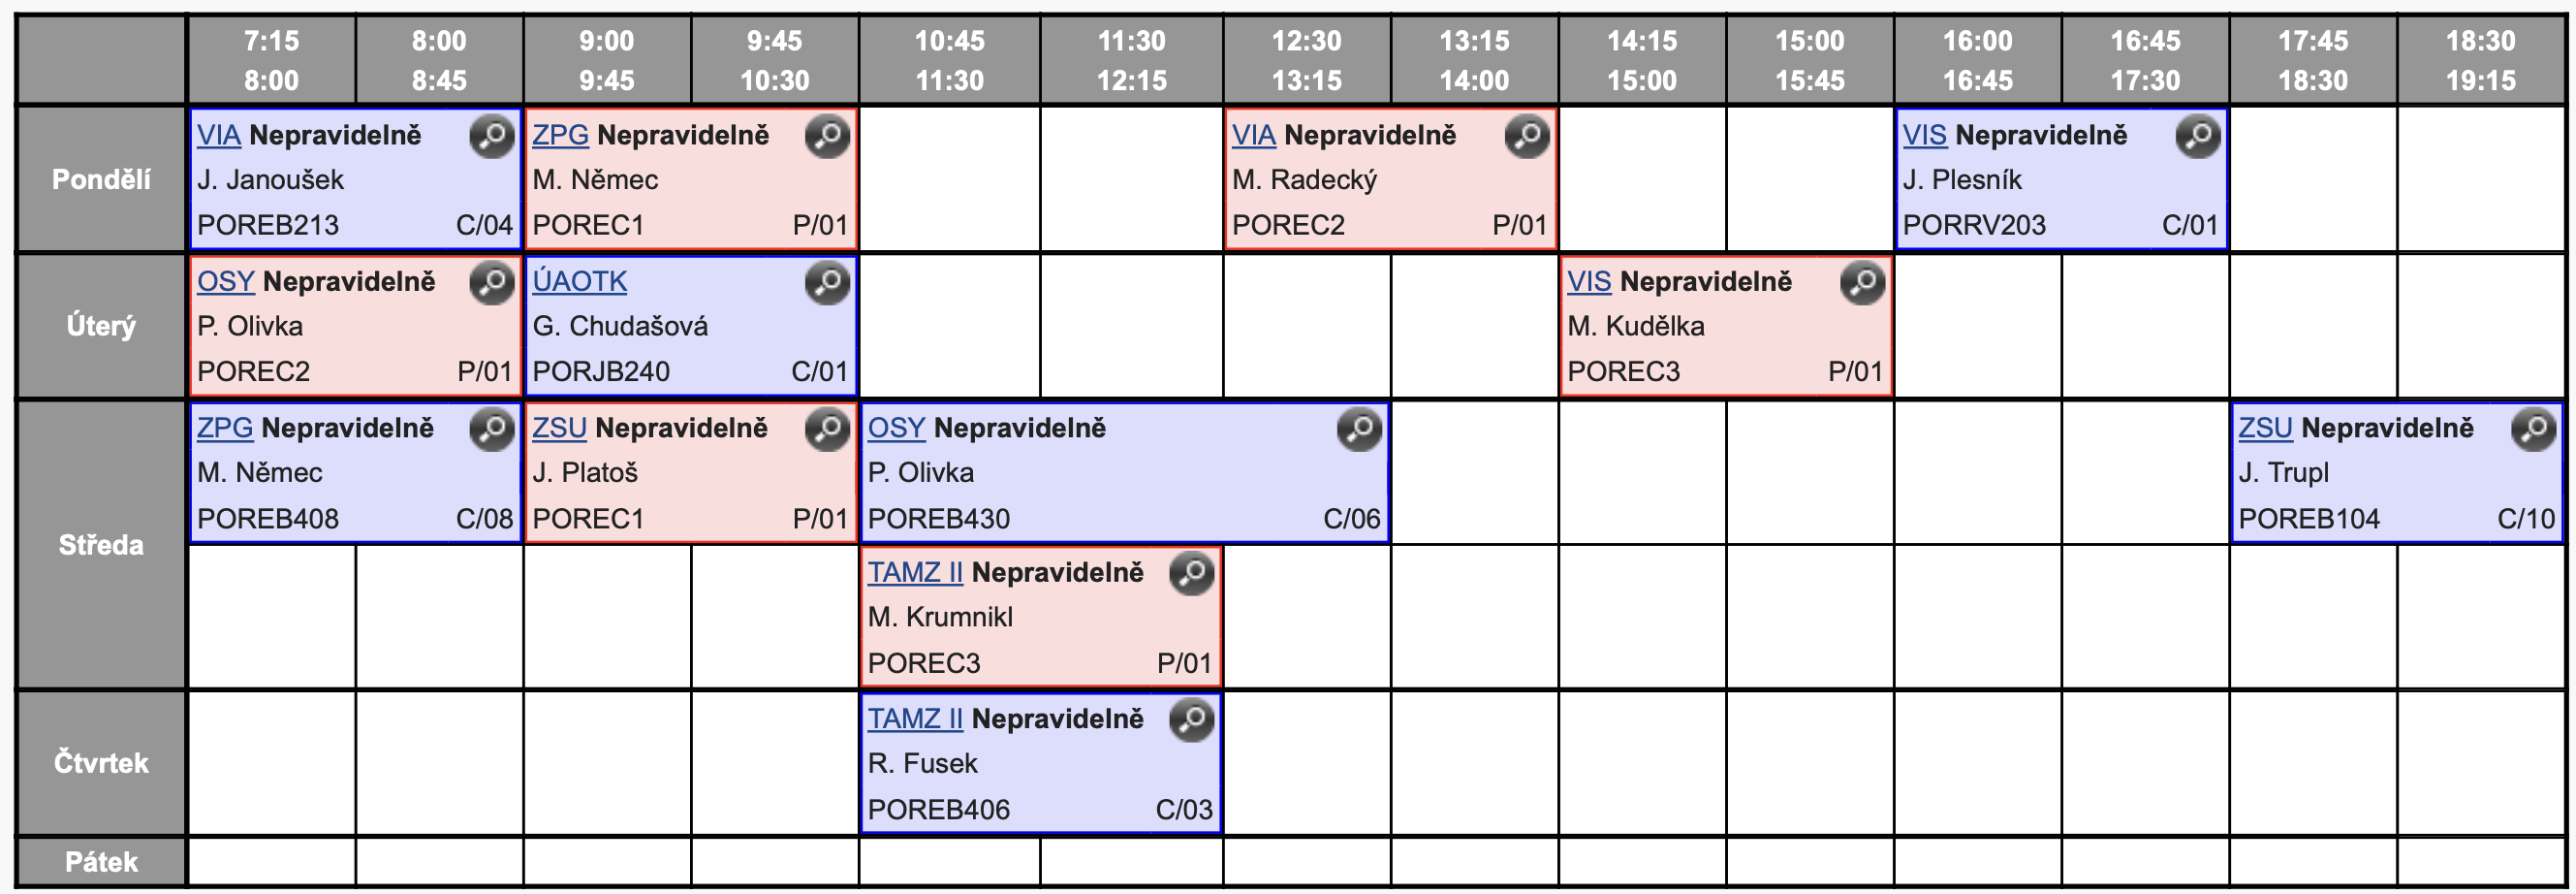 7:15 8:00 9:00 9:45 10:45 11:30 12:30 13:15 14:15 15:00 16:00 16:45 17:45 18:30
8:00 8:45 9:45 10:30 11:30 12:15 13:15 14:00 15:00 15:45 16:45 17:30 18:30 19:15
Pondělí
VIA Nepravidelně
J. Janoušek
POREB213 C/04
ZPG Nepravidelně
M. Němec
POREC1 P/01
VIA Nepravidelně
M. Radecký
POREC2 P/01
VIS Nepravidelně
J. Plesník
PORRV203 C/01
Úterý
OSY Nepravidelně
P. Olivka
POREC2 P/01
ÚAOTK
G. Chudašová
PORJB240 C/01
VIS Nepravidelně
M. Kudělka
POREC3 P/01
Středa
ZPG Nepravidelně
M. Němec
POREB408 C/08
ZSU Nepravidelně
J. Platoš
POREC1 P/01
OSY Nepravidelně
P. Olivka
POREB430 C/06
ZSU Nepravidelně
J. Trupl
POREB104 C/10
TAMZ II Nepravidelně
M. Krumnikl
POREC3 P/01
Čtvrtek
TAMZ II Nepravidelně
R. Fusek
POREB406 C/03
Pátek